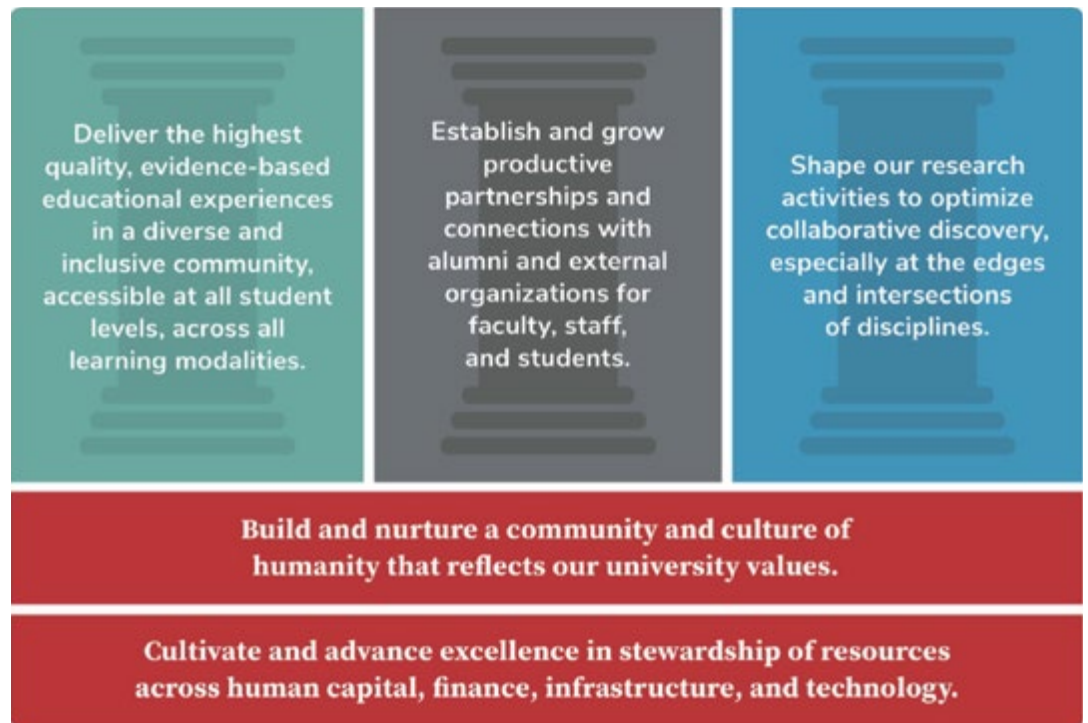 Deliver the highest
quality, evidence-based
educational experiences
in a diverse and
inclusive community,
accessible at all student
levels, across all
learning modalities.
Establish and grow
productive
partnerships and
connections with
alumni and external
organizations for
faculty, staff,
and students.
Shape our research
activities to optimize
collaborative discovery,
especially at the edges
and intersections
of disciplines.
Build and nurture a community and culture of
humanity that reflects our university values.
Cultivate and advance excellence in stewardship of resources
across human capital, finance, infrastructure, and technology.